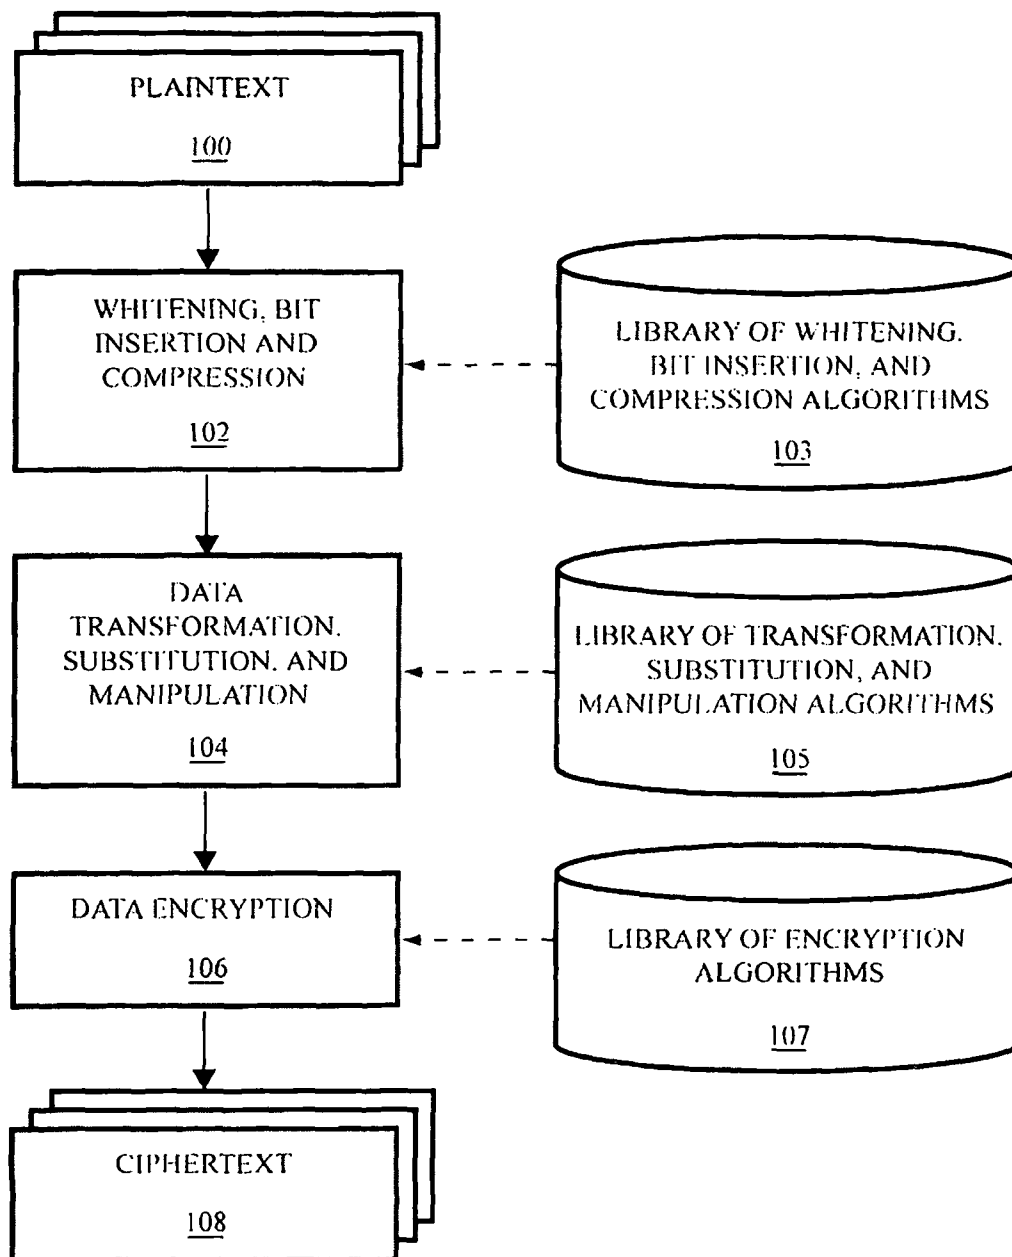 PLAINTEXT
100
WHITENING, BIT
INSERTION AND
COMPRESSION
102
LIBRARY OF WHITENING.
BIT INSERTION, AND
COMPRESSION ALGORITHMS
103
DATA
TRANSFORMATION.
SUBSTITUTION. AND
MANIPULATION
104
LIBRARY OF TRANSFORMATION.
SUBSTITUTION, AND
MANIPULATION ALGORITHMS
105
DATA ENCRYPTION
106
LIBRARY OF ENCRYPTION
ALGORITHMS
107
CIPHERTEXT
108